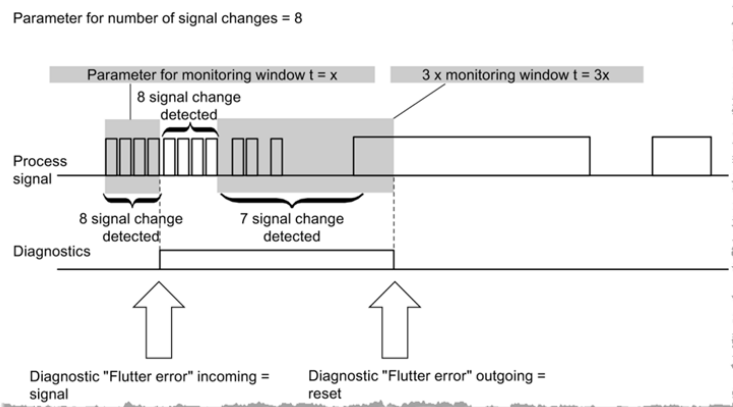 Parameter for number of signal changes = 8
Parameter for monitoring window t = x
3 x monitoring window t = 3x
8 signal change
detected
Process
signal
8 signal change
detected
7 signal change
detected
Diagnostics
Diagnostic "Flutter error" incoming =
signal
Diagnostic "Flutter error" outgoing =
reset